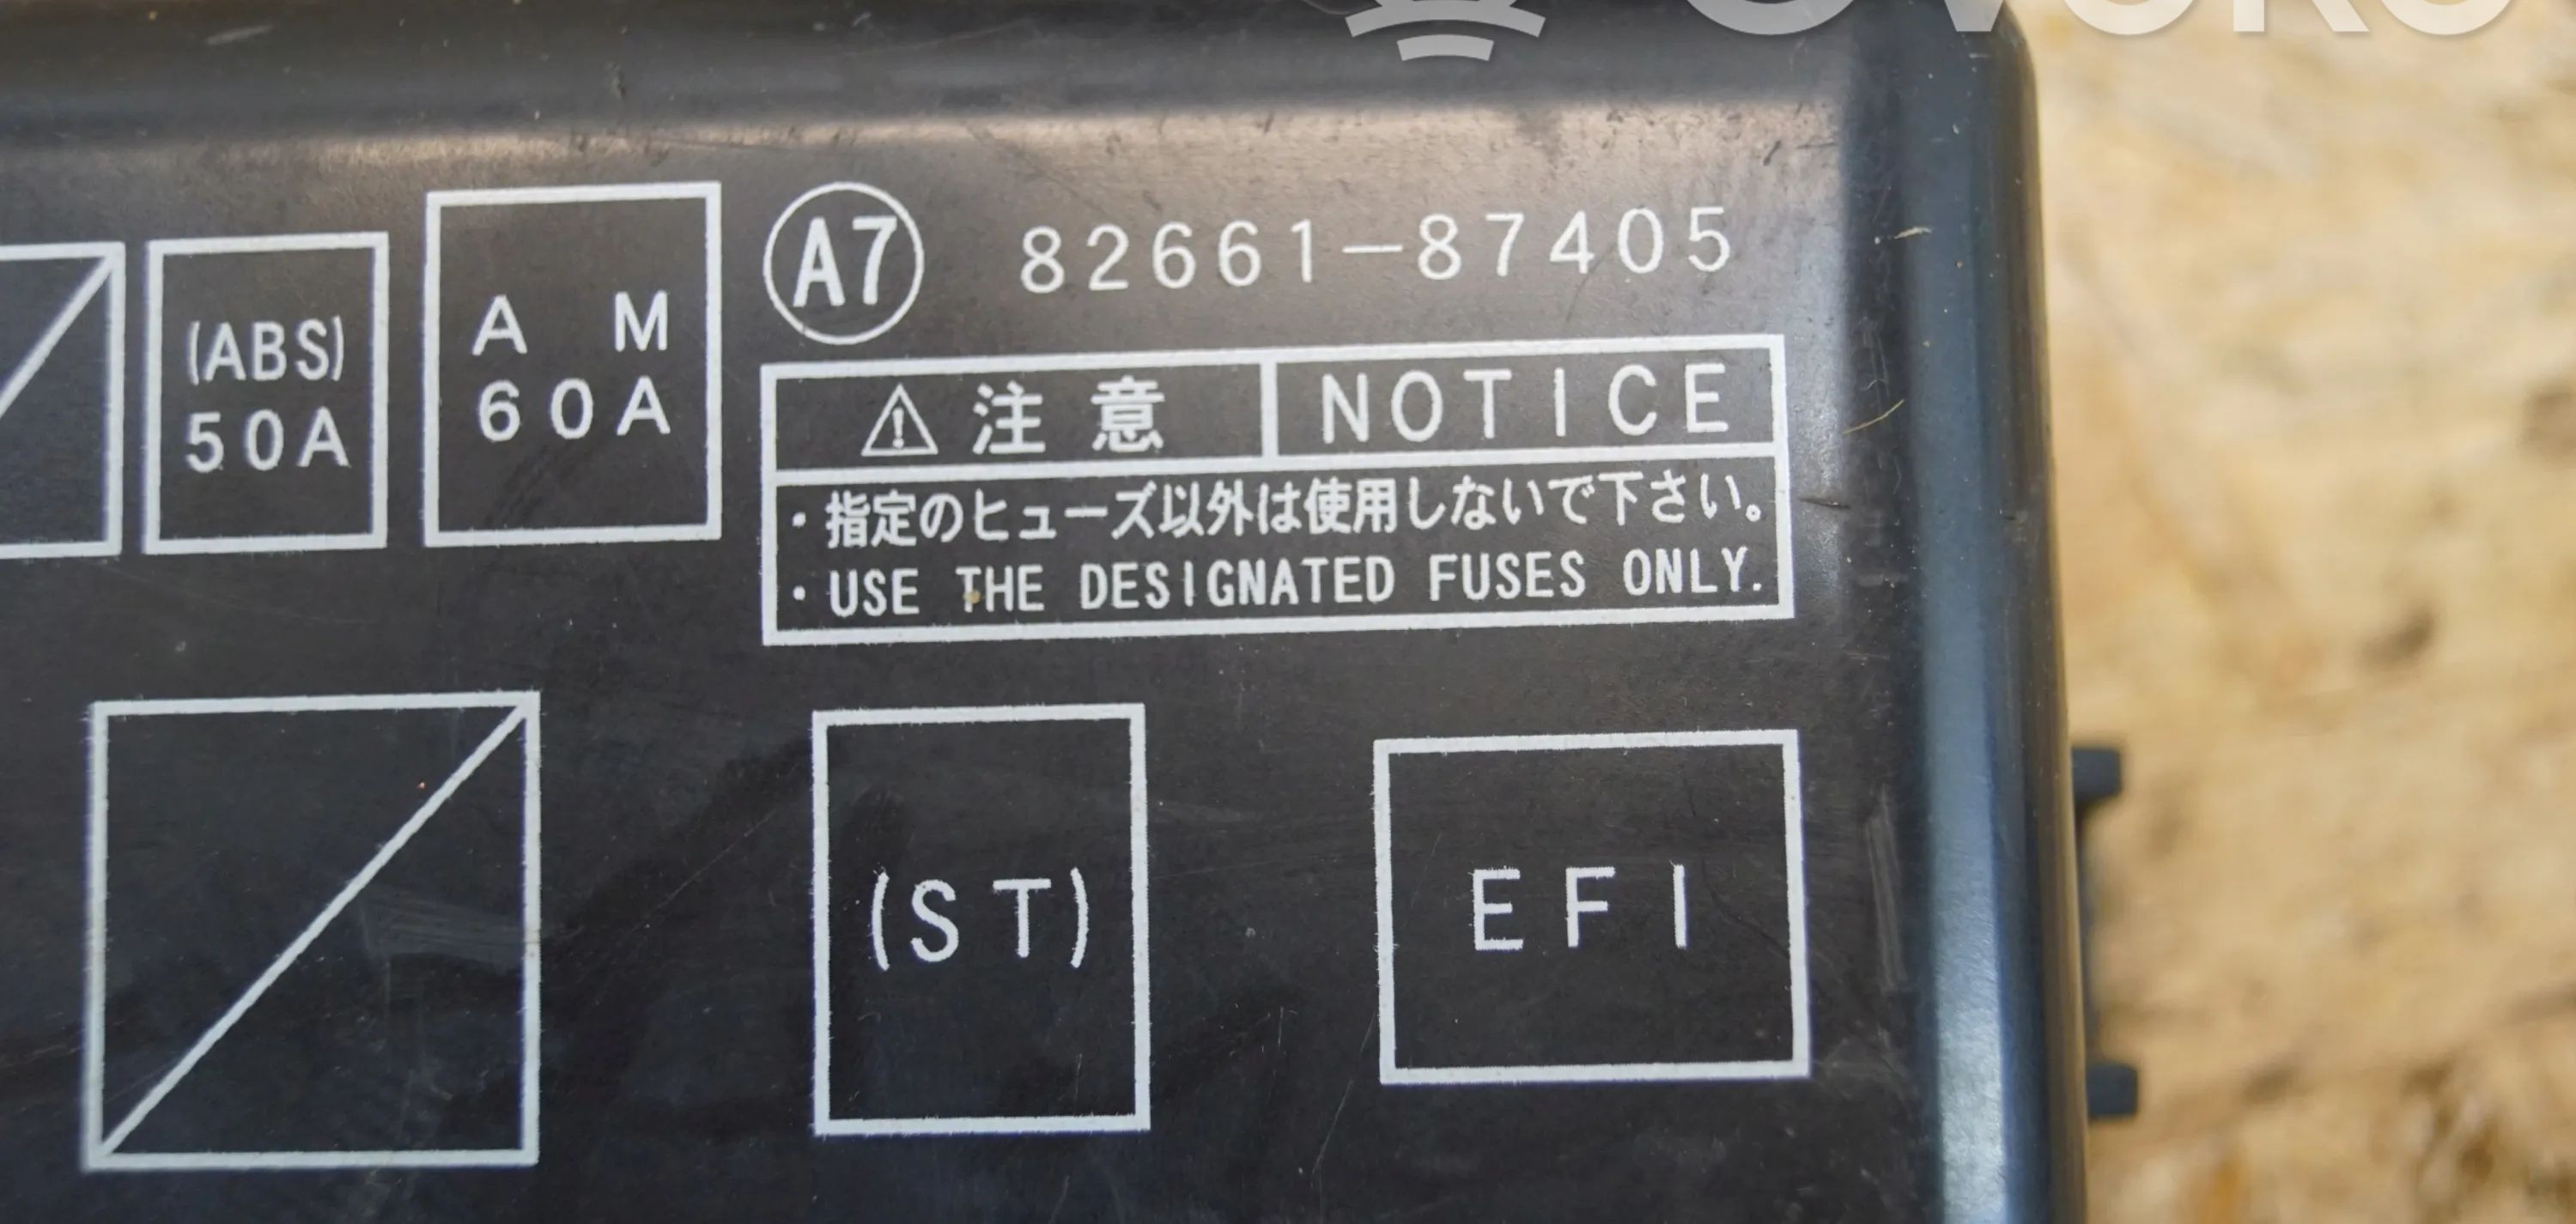 A7 82661-87405
(ABS)
50A
A M
60A
⚠ 注意 NOTICE
・指定のヒューズ以外は使用しないで下さい。
・USE THE DESIGNATED FUSES ONLY.
(ST)
EFI